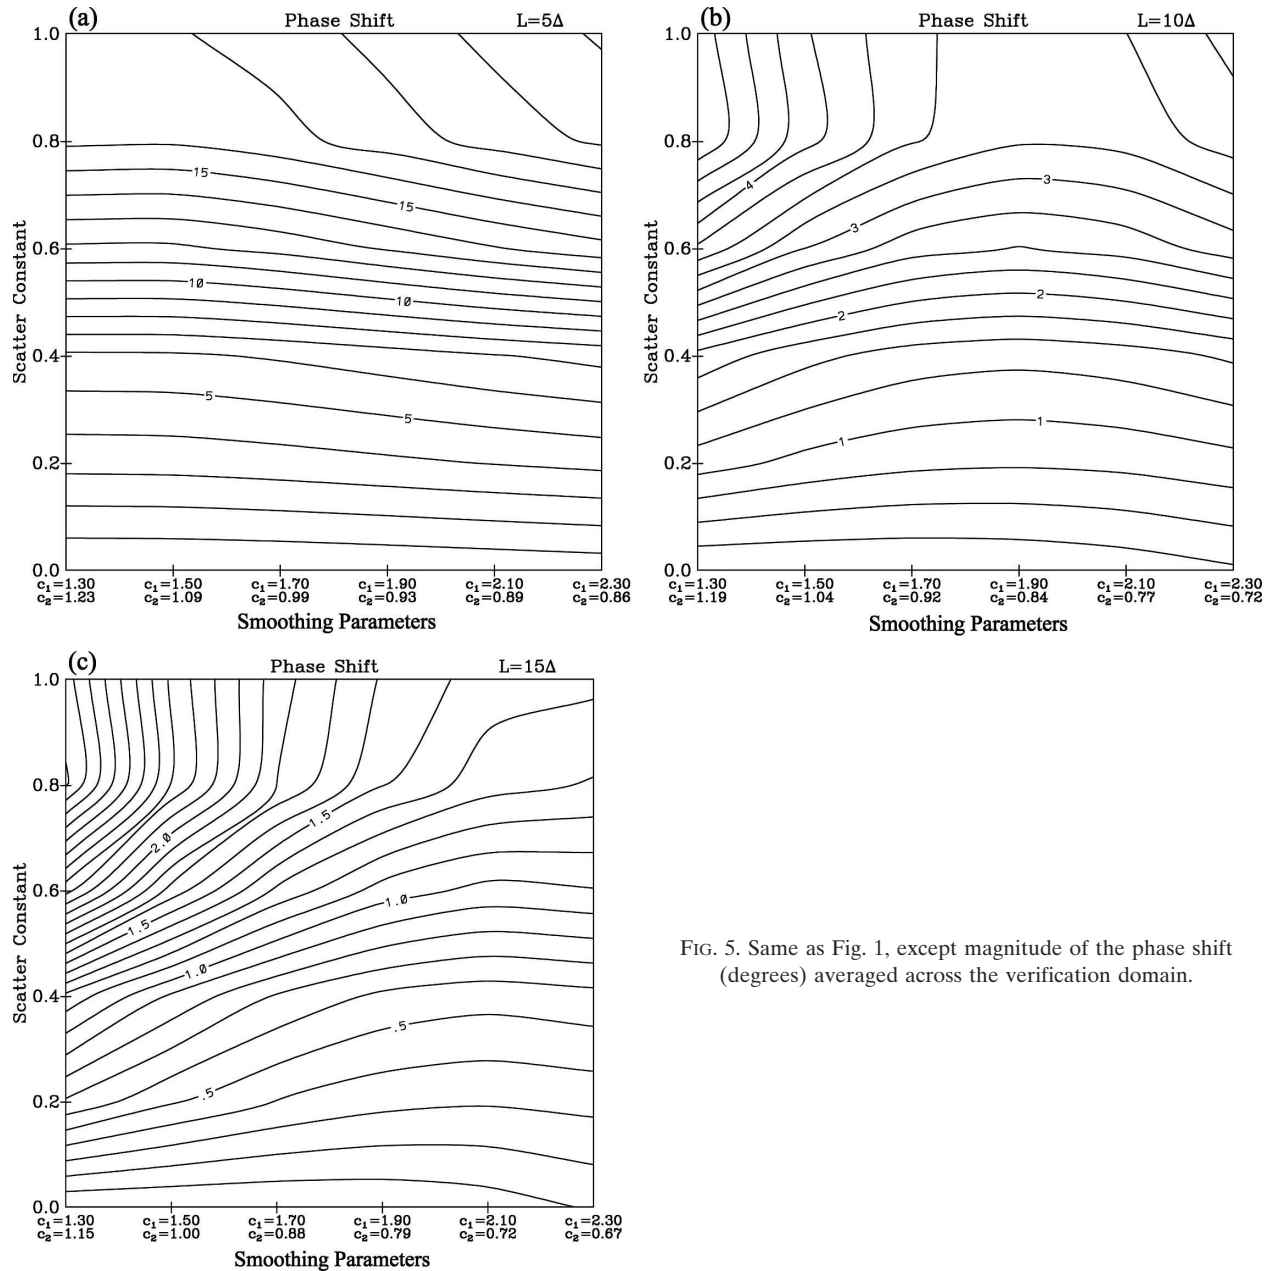 (a) Phase Shift L=5Δ
1.0
0.8
0.6
0.4
0.2
0.0
Scatter Constant
15
15
10
10
5
5
c₁=1.30 c₁=1.50 c₁=1.70 c₁=1.90 c₁=2.10 c₁=2.30
c₂=1.23 c₂=1.09 c₂=0.99 c₂=0.93 c₂=0.89 c₂=0.86
Smoothing Parameters
(b) Phase Shift L=10Δ
1.0
0.8
0.6
0.4
0.2
0.0
Scatter Constant
4
3
3
2
2
1
1
c₁=1.30 c₁=1.50 c₁=1.70 c₁=1.90 c₁=2.10 c₁=2.30
c₂=1.19 c₂=1.04 c₂=0.92 c₂=0.84 c₂=0.77 c₂=0.72
Smoothing Parameters
(c) Phase Shift L=15Δ
1.0
0.8
0.6
0.4
0.2
0.0
Scatter Constant
1.5
2.0
1.0
1.5
1.0
.5
.5
c₁=1.30 c₁=1.50 c₁=1.70 c₁=1.90 c₁=2.10 c₁=2.30
c₂=1.15 c₂=1.00 c₂=0.88 c₂=0.79 c₂=0.72 c₂=0.67
Smoothing Parameters
FIG. 5. Same as Fig. 1, except magnitude of the phase shift
(degrees) averaged across the verification domain.